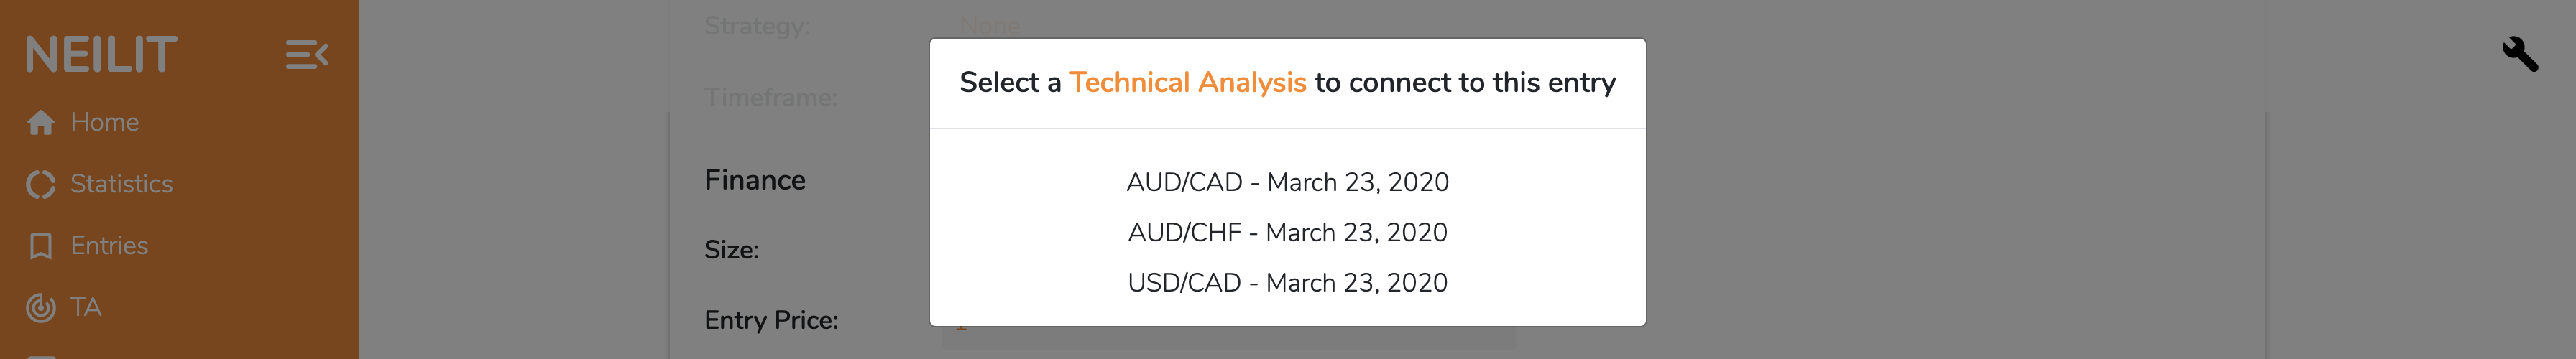 NEILIT
Home
Statistics
Entries
TA
Strategy:
None
Timeframe:
Finance
Size:
Entry Price:
Select a Technical Analysis to connect to this entry
AUD/CAD - March 23, 2020
AUD/CHF - March 23, 2020
USD/CAD - March 23, 2020